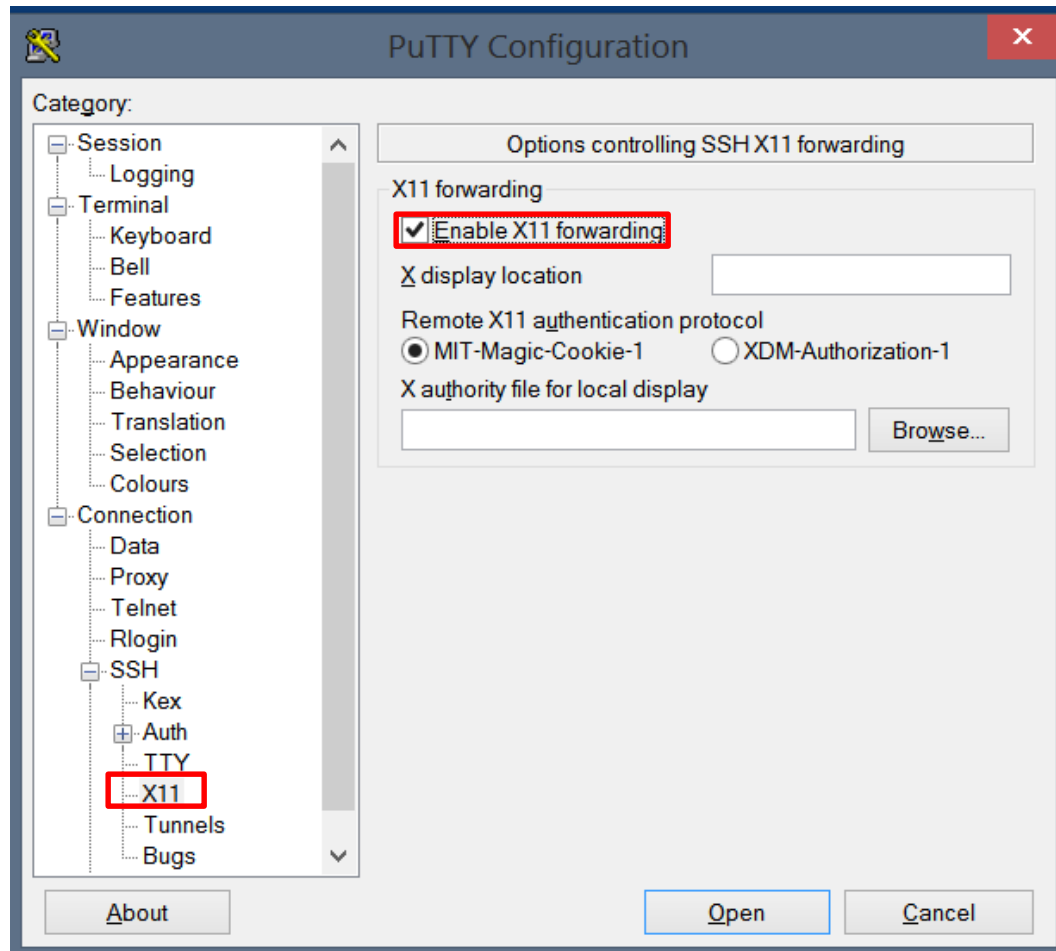 PuTTY Configuration
Category:
Session
Logging
Terminal
Keyboard
Bell
Features
Window
Appearance
Behaviour
Translation
Selection
Colours
Connection
Data
Proxy
Telnet
Rlogin
SSH
Kex
Auth
TTY
X11
Tunnels
Bugs
Options controlling SSH X11 forwarding
X11 forwarding
Enable X11 forwarding
X display location
Remote X11 authentication protocol
MIT-Magic-Cookie-1 XDM-Authorization-1
X authority file for local display
Browse...
About Open Cancel